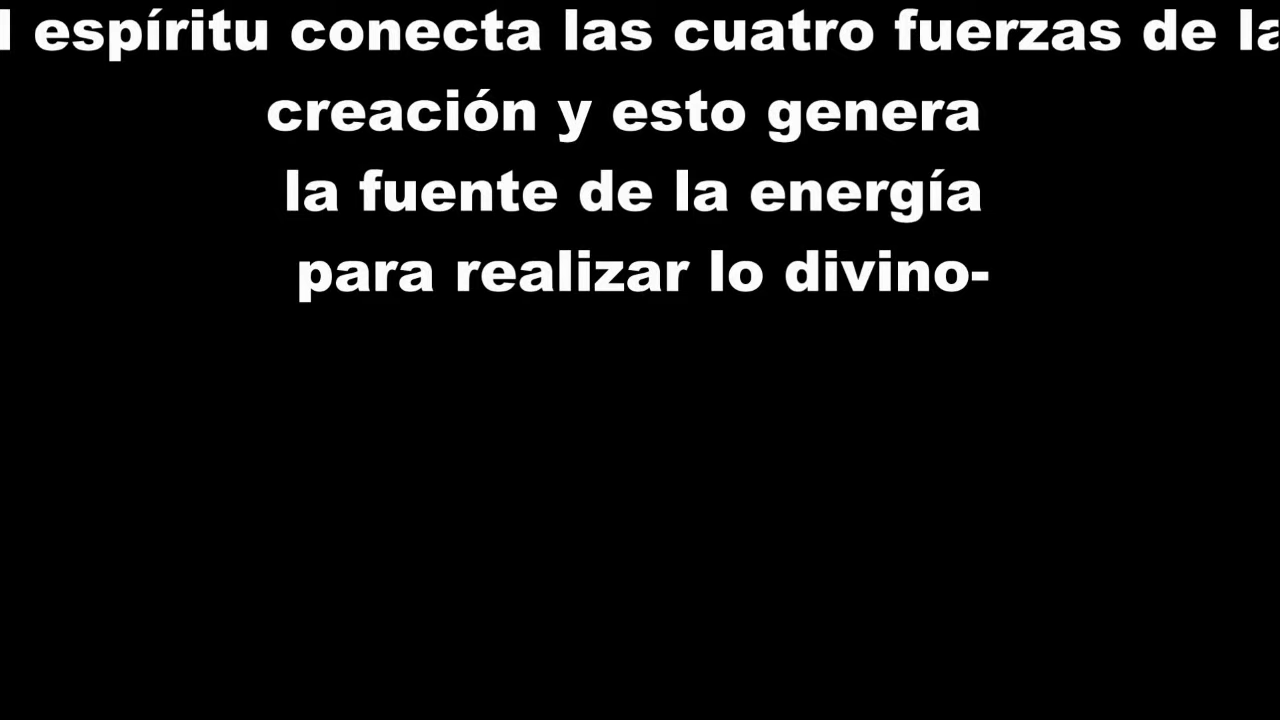 l espíritu conecta las cuatro fuerzas de la
creación y esto genera
la fuente de la energía
para realizar lo divino-